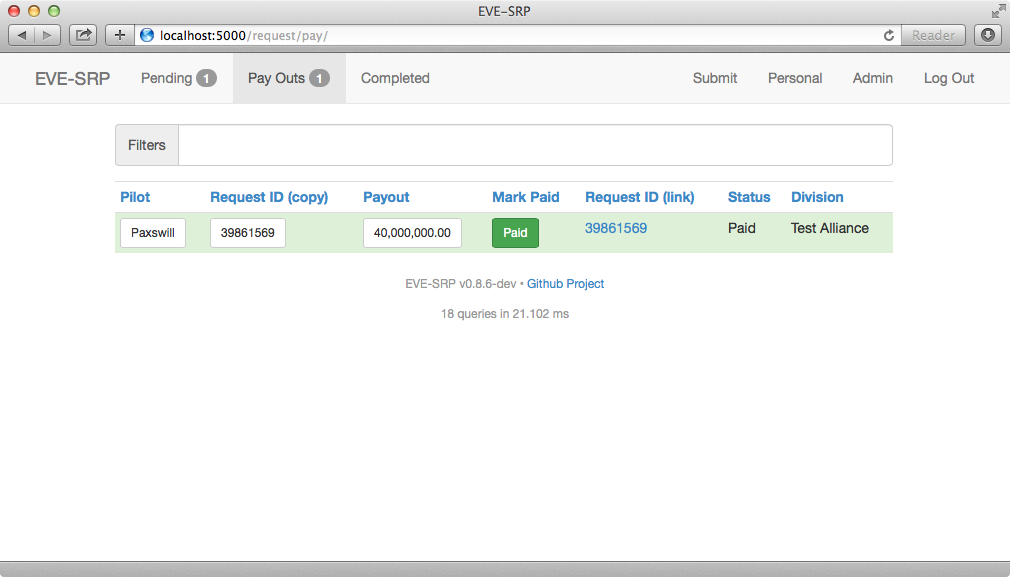 EVE-SRP
localhost:5000/request/pay/
Reader
EVE-SRP Pending 1 Pay Outs 1 Completed Submit Personal Admin Log Out
Filters
Pilot Request ID (copy) Payout Mark Paid Request ID (link) Status Division
Paxswill 39861569 40,000,000.00 Paid 39861569 Paid Test Alliance
EVE-SRP v0.8.6-dev • Github Project
18 queries in 21.102 ms